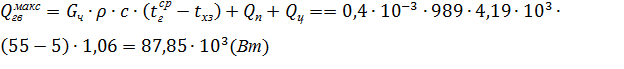 Q_{гв}^{макс} = G_ч · ρ · c · (t_г^{ср} − t_{хз}) + Q_п + Q_ц == 0,4 · 10^{−3} · 989 · 4,19 · 10^3 ·
(55 − 5) · 1,06 = 87,85 · 10^3(Вт)